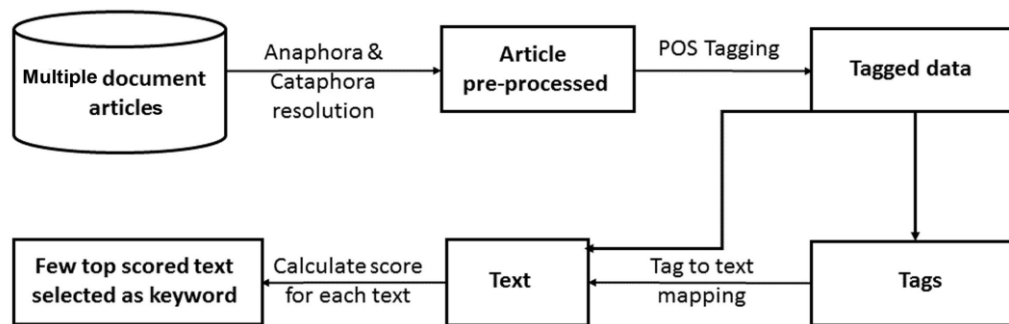 Multiple document
articles
Anaphora &
Cataphora
resolution
Article
pre-processed
POS Tagging
Tagged data
Few top scored text
selected as keyword
Calculate score
for each text
Text
Tag to text
mapping
Tags